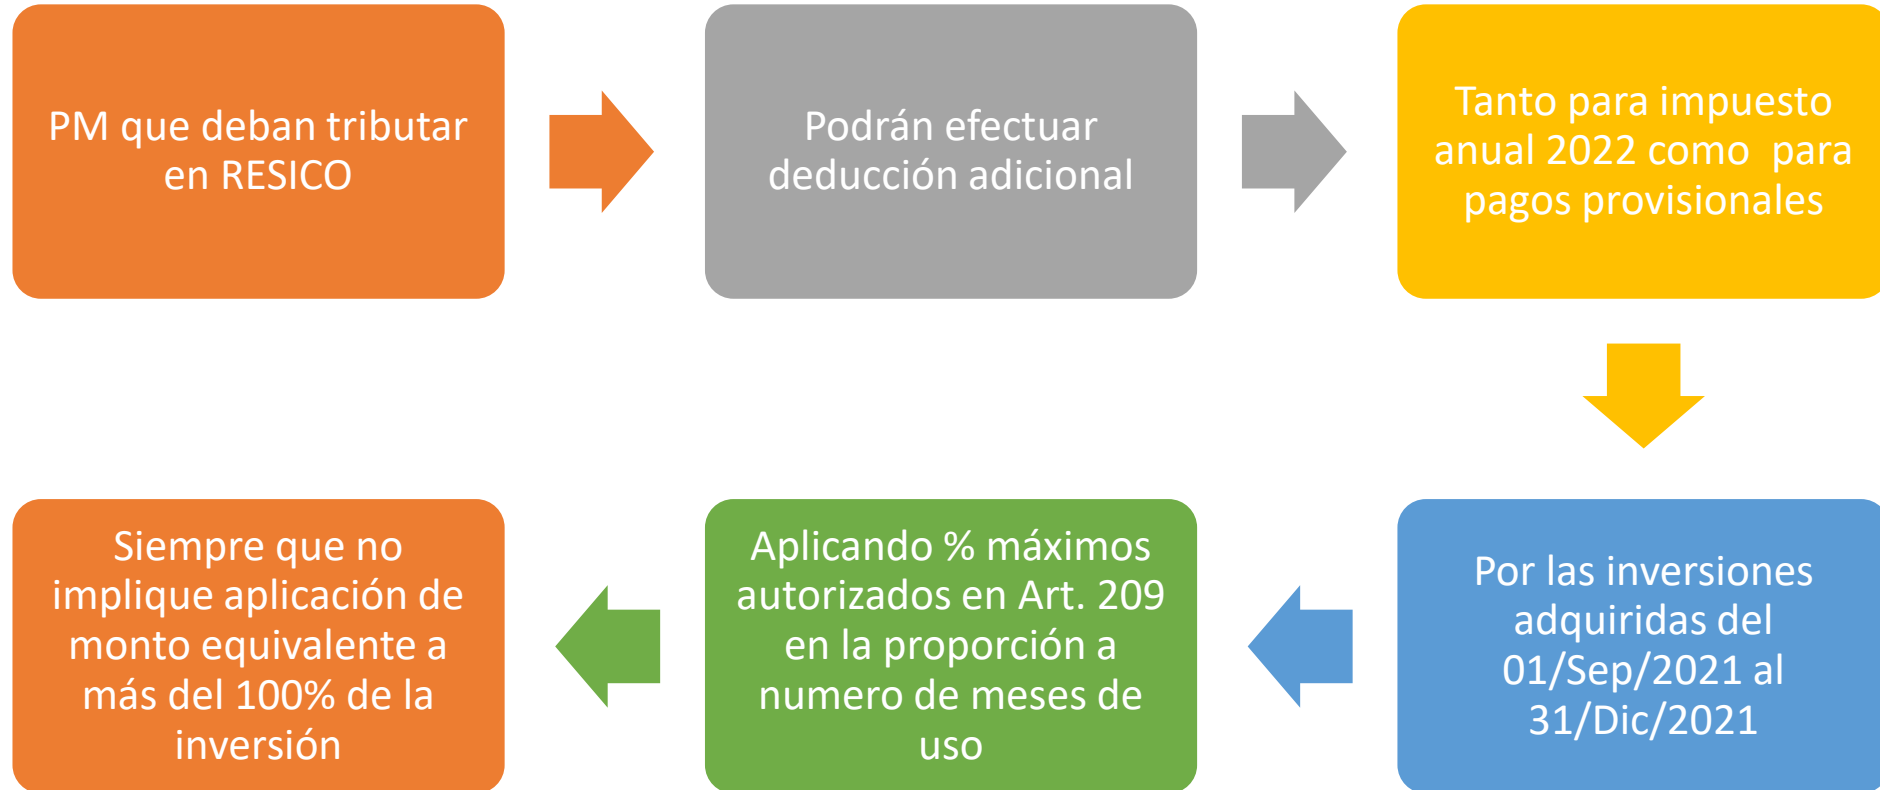 PM que deban tributar
en RESICO
Podrán efectuar
deducción adicional
Tanto para impuesto
anual 2022 como  para
pagos provisionales
Por las inversiones
adquiridas del
01/Sep/2021 al
31/Dic/2021
Aplicando % máximos
autorizados en Art. 209
en la proporción a
numero de meses de
uso
Siempre que no
implique aplicación de
monto equivalente a
más del 100% de la
inversión